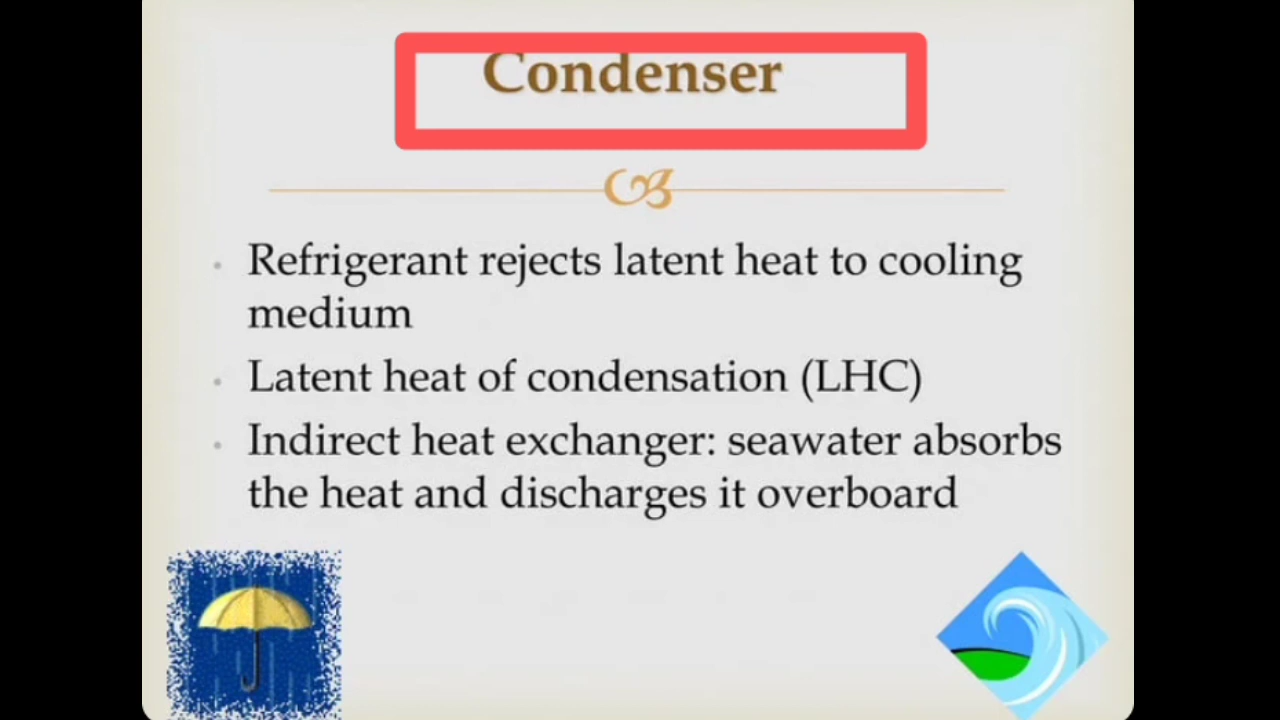 Condenser
Refrigerant rejects latent heat to cooling
medium
Latent heat of condensation (LHC)
Indirect heat exchanger: seawater absorbs
the heat and discharges it overboard